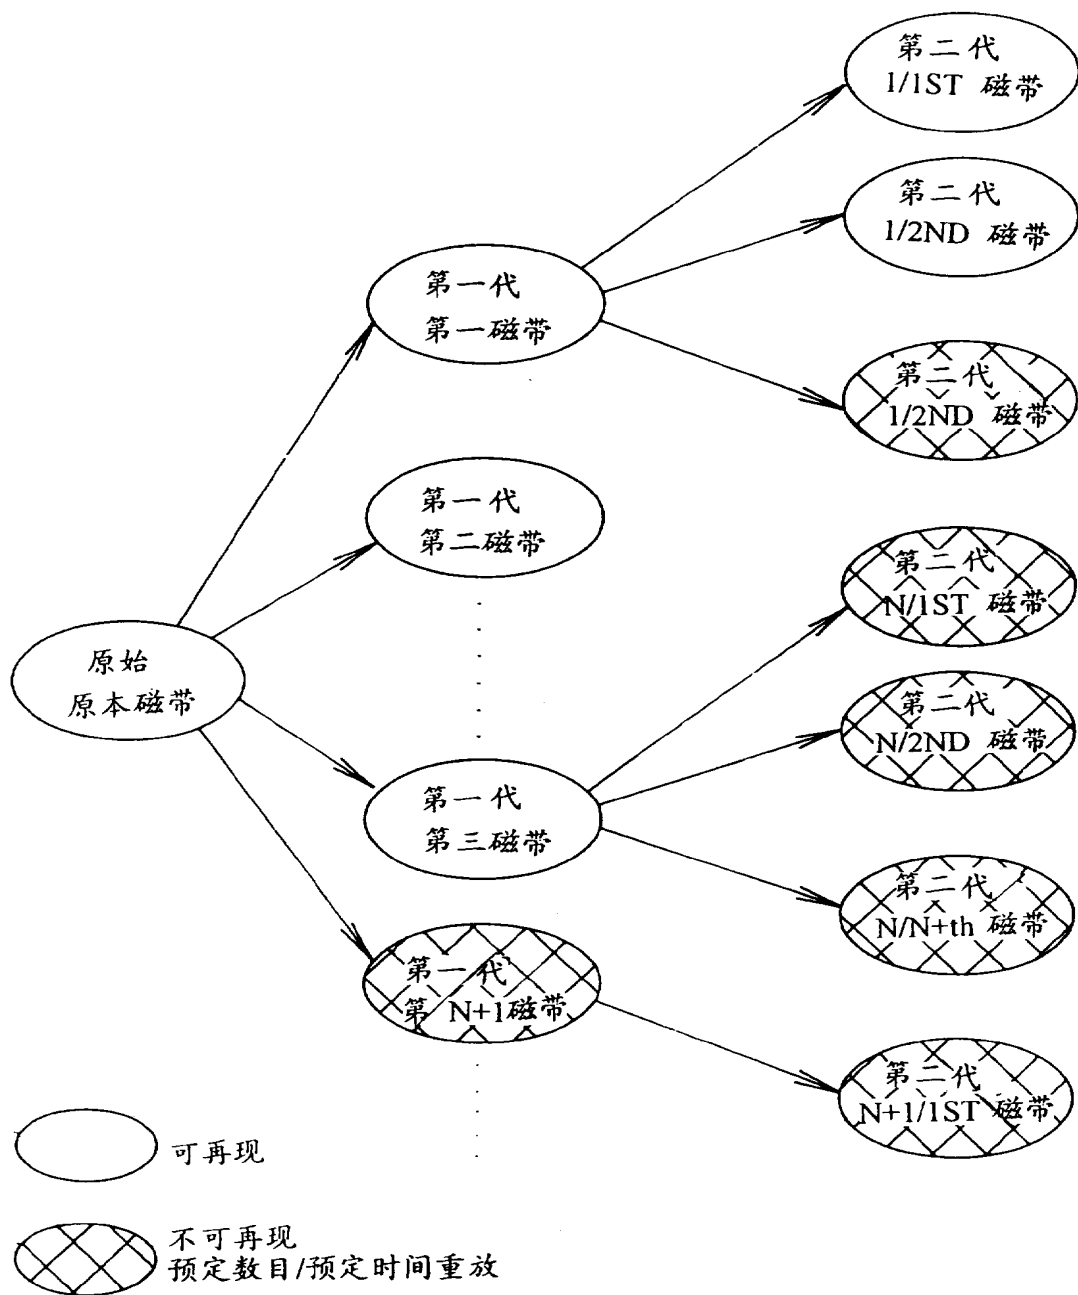 第二代
1/1ST 磁带
第二代
1/2ND 磁带
第一代
第一磁带
第二代
1/2ND 磁带
第一代
第二磁带
第二代
N/1ST 磁带
原始
原本磁带
第二代
N/2ND 磁带
第一代
第三磁带
第二代
N/N+th 磁带
第一代
第 N+1磁带
第二代
N+1/1ST 磁带
可再现
不可再现
预定数目/预定时间重放